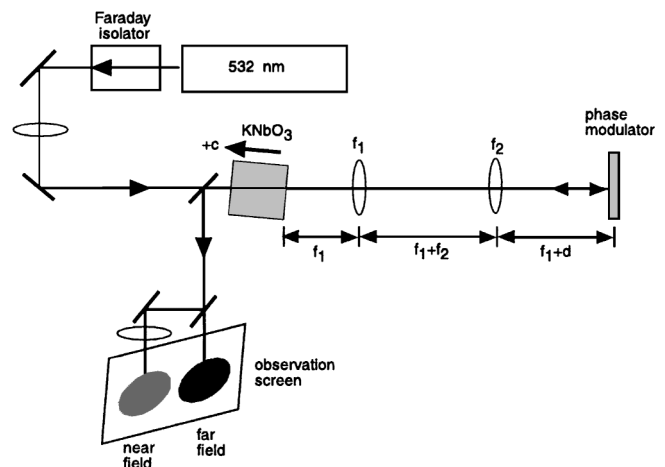 Faraday
isolator
532 nm
KNbO₃
+c
f₁
f₂
phase
modulator
f₁
f₁+f₂
f₁+d
observation
screen
near
field
far
field